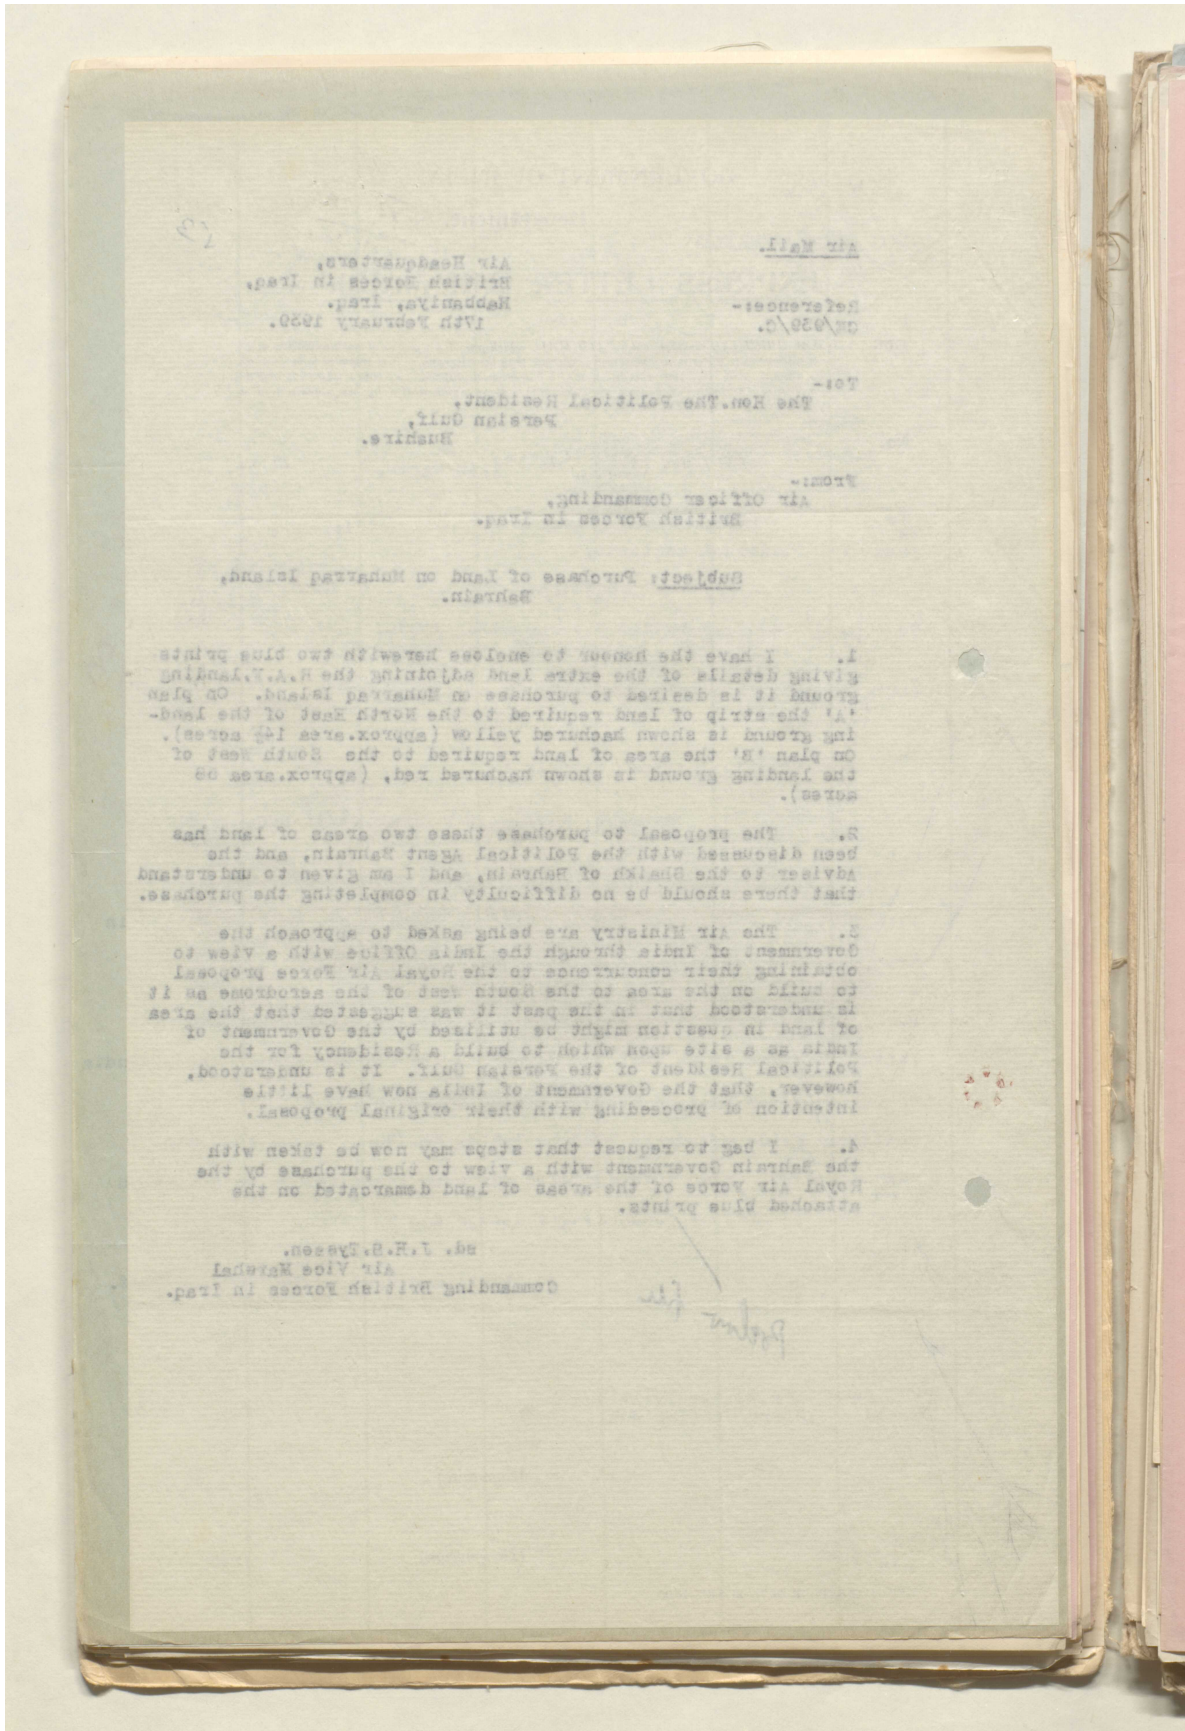 Air Mail.
Air Headquarters,
British Forces in Iraq,
Habbaniya, Iraq.
17th February 1939.
Reference:-
/939/C.
To:-
The Hon.The Political Resident,
Persian Gulf,
Bushire.
From:-
Air Officer Commanding,
British Forces in Iraq.
Subject: Purchase of Land on Muharraq Island,
Bahrain.
1. I have the honour to enclose herewith two blue prints
giving details of the extra land adjoining the R.A.F.landing
ground it is desired to purchase on Muharraq Island. On plan
'A' the strip of land required to the North East of the land-
ing ground is shown hachured yellow (approx.area 14½ acres).
On plan 'B' the area of land required to the South West of
the landing ground is shown hachured red, (approx.area
acres).
2. The proposal to purchase these two areas of land has
been discussed with the Political Agent Bahrain, and the
Adviser to the Shaikh of Bahrain, and I am given to understand
that there should be no difficulty in completing the purchase.
3. The Air Ministry are being asked to approach the
Government of India through the India Office with a view to
obtaining their concurrence to the Royal Air Force proposal
to build on the area to the South West of the aerodrome as it
is understood that in the past it was suggested that the area
of land in question might be utilised by the Government of
India as a site upon which to build a Residency for the
Political Resident of the Persian Gulf. It is understood,
however, that the Government of India now have little
intention of proceeding with their original proposal.
4. I beg to request that steps may now be taken with
the Bahrain Government with a view to the purchase by the
Royal Air Force of the areas of land demarcated on the
attached blue prints.
sd. J.H.S.Tyssen.
Air Vice Marshal
Commanding British Forces in Iraq.